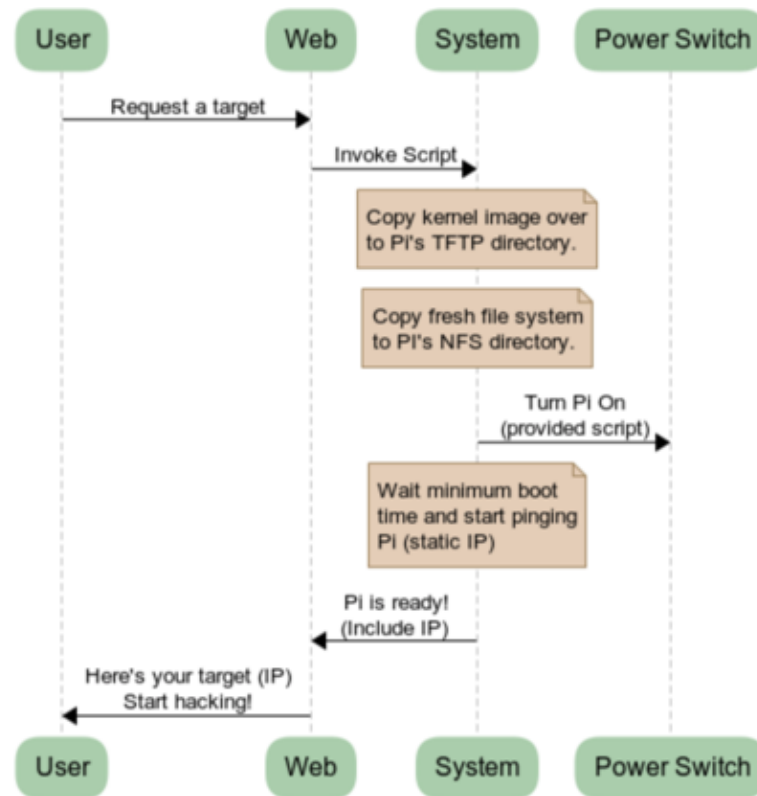 User
Web
System
Power Switch
Request a target
Invoke Script
Copy kernel image over
to Pi's TFTP directory.
Copy fresh file system
to PI's NFS directory.
Turn Pi On
(provided script)
Wait minimum boot
time and start pinging
Pi (static IP)
Pi is ready!
(Include IP)
Here's your target (IP)
Start hacking!
User
Web
System
Power Switch